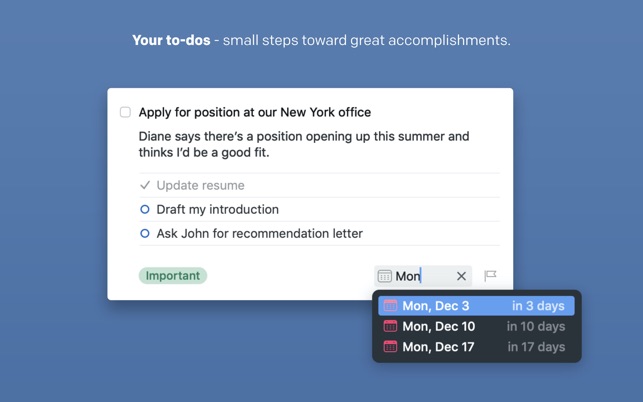 Your to-dos - small steps toward great accomplishments.
Apply for position at our New York office
Diane says there’s a position opening up this summer and
thinks I’d be a good fit.
Update resume
Draft my introduction
Ask John for recommendation letter
Important
Mon
Mon, Dec 3 in 3 days
Mon, Dec 10 in 10 days
Mon, Dec 17 in 17 days